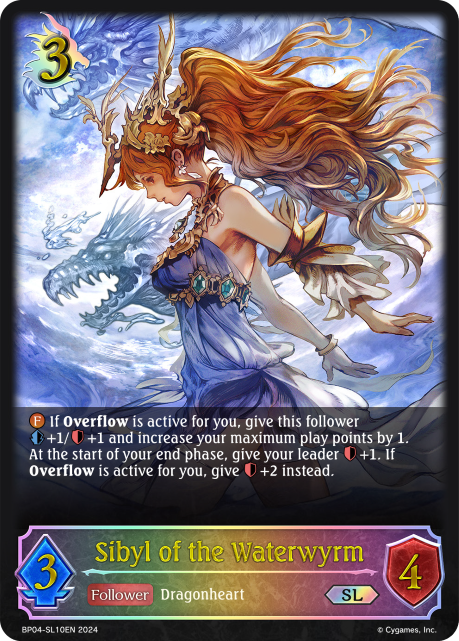 3
F If Overflow is active for you, give this follower
+1/ +1 and increase your maximum play points by 1.
At the start of your end phase, give your leader +1. If
Overflow is active for you, give +2 instead.
Sibyl of the Waterwyrm
3
Follower Dragonheart
SL
4
BP04-SL10EN 2024
© Cygames, Inc.